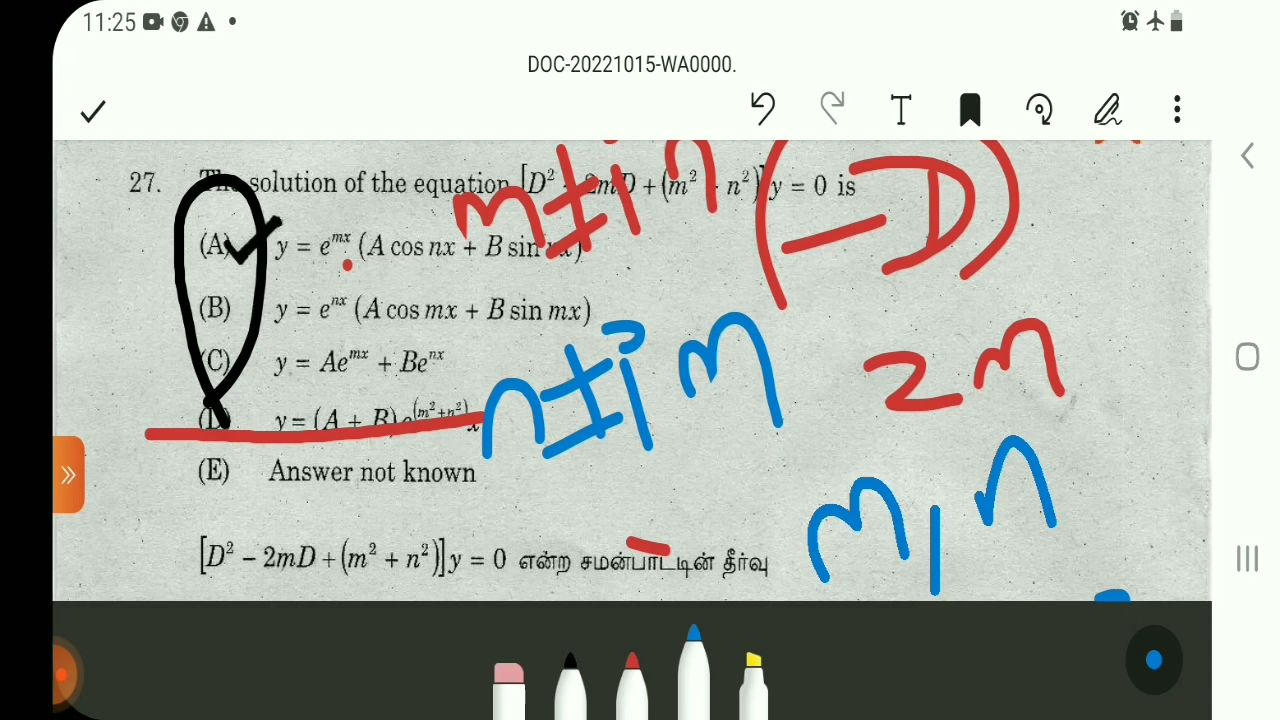 11:25
DOC-20221015-WA0000.
T
27. The solution of the equation [D² - 2mD + (m² + n²)] y = 0 is
m ± in
(-D)
(A) y = e^{mx} (A cos nx + B sin nx)
(B) y = e^{nx} (A cos mx + B sin mx)
n ± im
2m
(C) y = Ae^{mx} + Be^{nx}
(D) y = (A + B) e^{(m²+n²)x}
(E) Answer not known
m, n
[D² − 2mD + (m² + n²)] y = 0 என்ற சமன்பாட்டின் தீர்வு